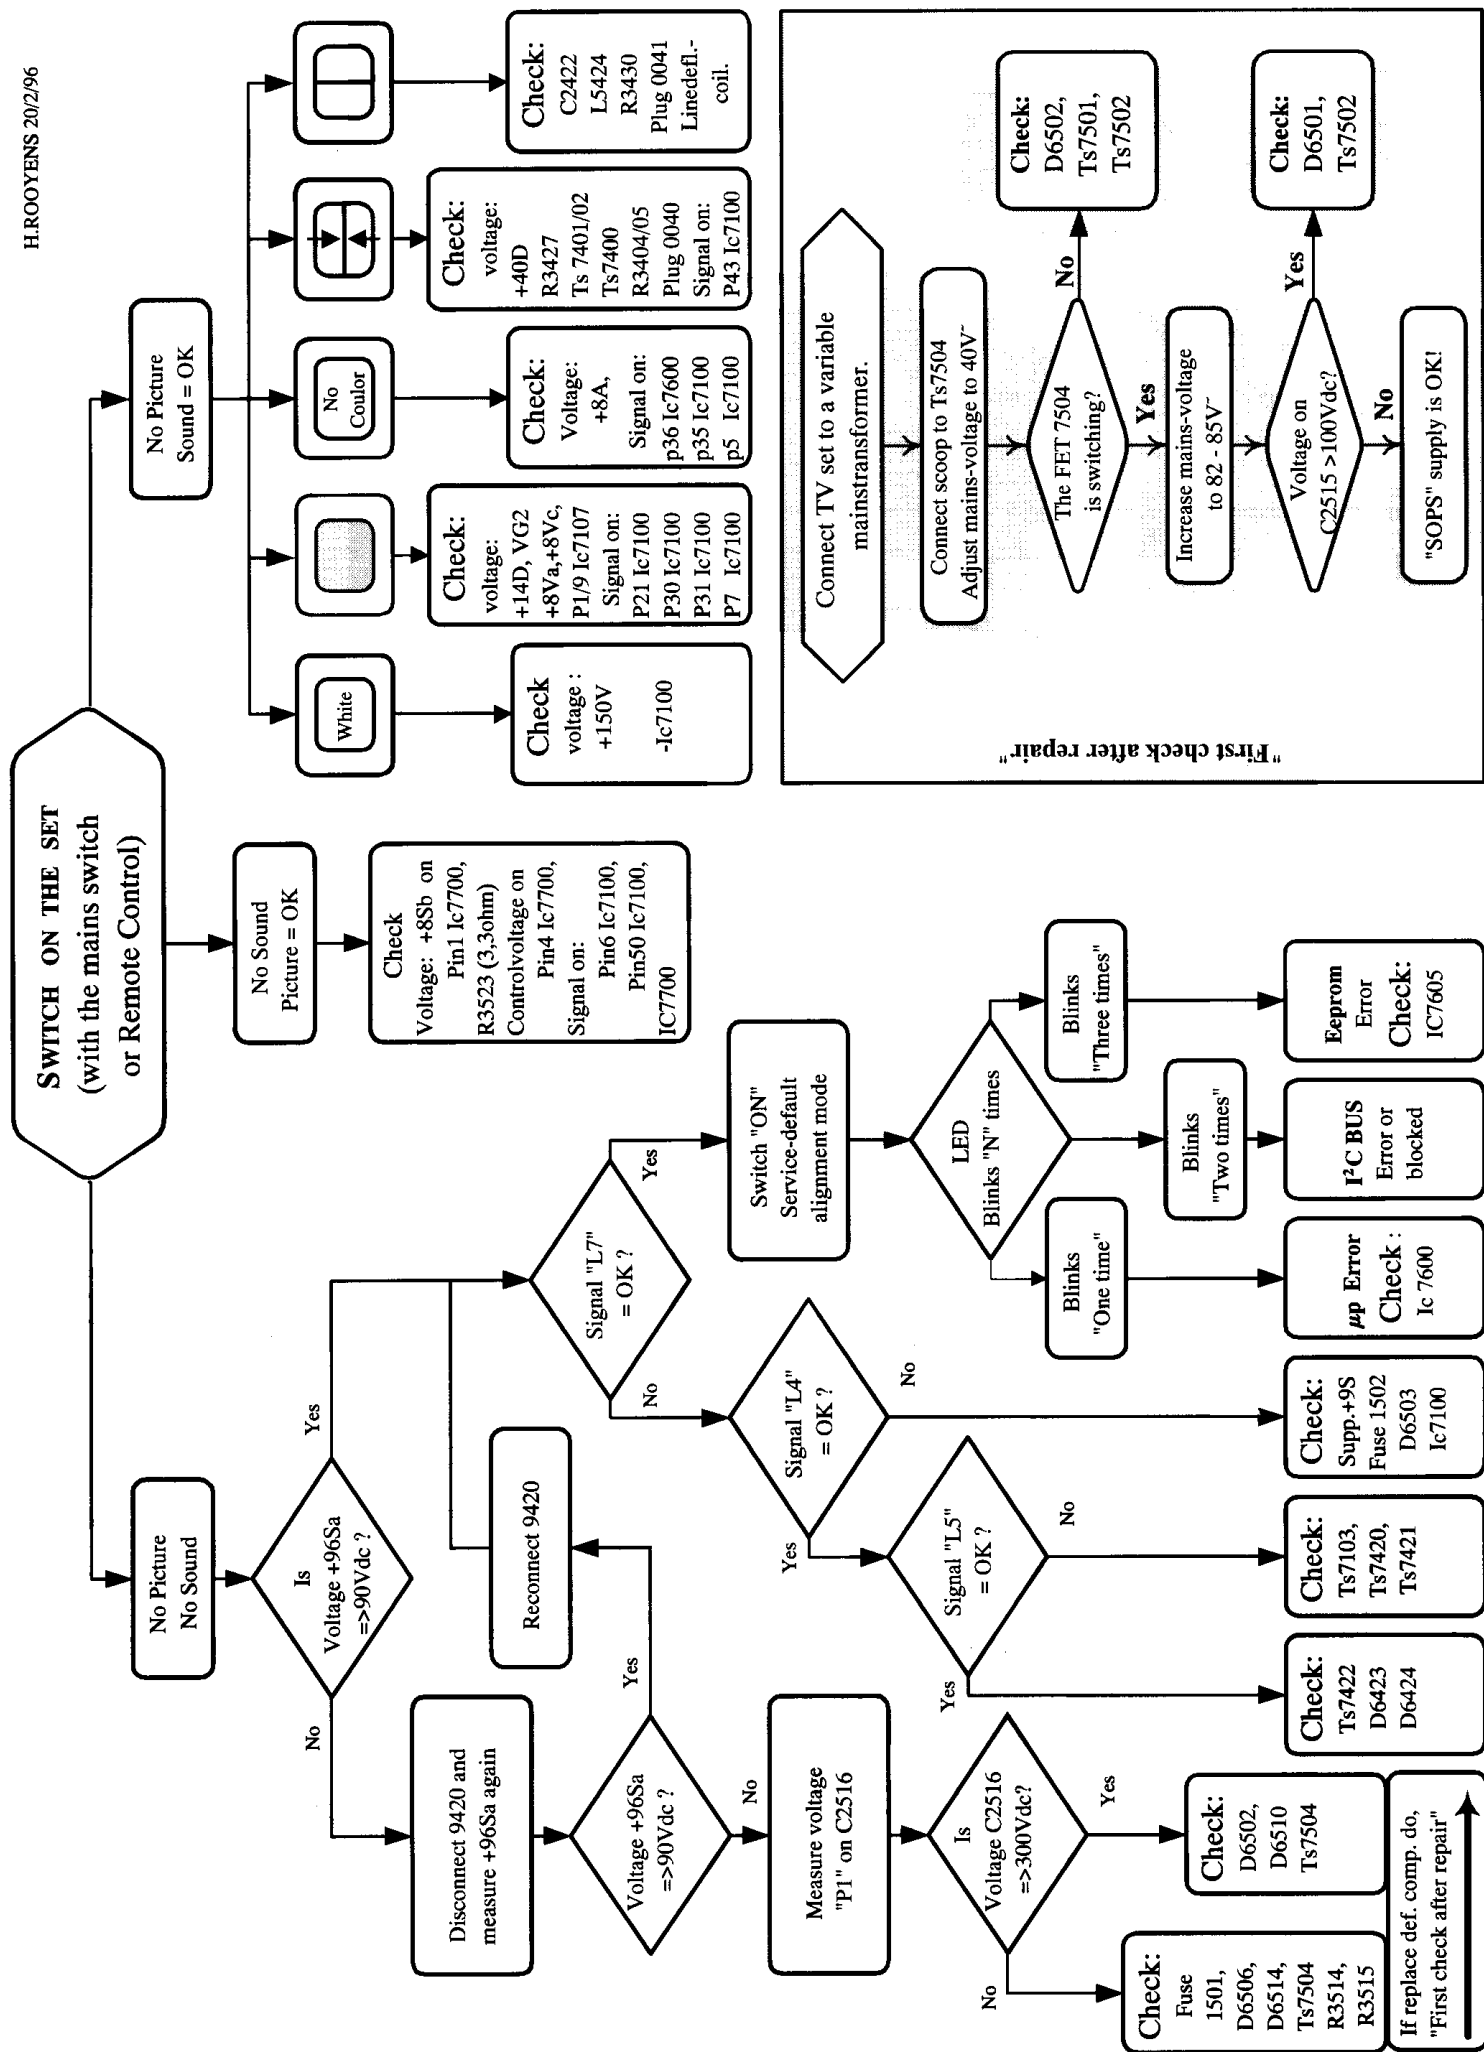 H.ROOYENS 20/2/96
SWITCH ON THE SET
(with the mains switch
or Remote Control)
No Picture
No Sound
Is
Voltage +96Sa
=>90Vdc ?
No
Yes
Disconnect 9420 and
measure +96Sa again
Voltage +96Sa
=>90Vdc ?
Yes
No
Reconnect 9420
Measure voltage
"P1" on C2516
Is
Voltage C2516
=>300Vdc?
No
Yes
Check:
Fuse
1501,
D6506,
D6514,
Ts7504
R3514,
R3515
Check:
D6502,
D6510
Ts7504
If replace def. comp. do,
"First check after repair"
Signal "L7"
= OK ?
No
Yes
Signal "L4"
= OK ?
Yes
No
Signal "L5"
= OK ?
Yes
No
Check:
Ts7422
D6423
D6424
Check:
Ts7103,
Ts7420,
Ts7421
Check:
Supp.+9S
Fuse 1502
D6503
Ic7100
Switch "ON"
Service-default
alignment mode
LED
Blinks "N" times
Blinks
"One time"
Blinks
"Two times"
Blinks
"Three times"
µp Error
Check :
Ic 7600
I²C BUS
Error or
blocked
Eeprom
Error
Check:
IC7605
No Sound
Picture = OK
Check
Voltage: +8Sb on
Pin1 Ic7700,
R3523 (3,3ohm)
Controlvoltage on
Pin4 Ic7700,
Signal on:
Pin6 Ic7100,
Pin50 Ic7100,
IC7700
No Picture
Sound = OK
White
Check
voltage :
+150V
-Ic7100
Check:
voltage:
+14D, VG2
+8Va,+8Vc,
P1/9 Ic7107
Signal on:
P21 Ic7100
P30 Ic7100
P31 Ic7100
P7 Ic7100
No
Coulor
Check:
Voltage:
+8A,
Signal on:
p36 Ic7600
p35 Ic7100
p5 Ic7100
Check:
voltage:
+40D
R3427
Ts 7401/02
Ts7400
R3404/05
Plug 0040
Signal on:
P43 Ic7100
Check:
C2422
L5424
R3430
Plug 0041
Linedefl.-
coil.
"First check after repair"
Connect TV set to a variable
mainstransformer.
Connect scoop to Ts7504
Adjust mains-voltage to 40V~
The FET 7504
is switching?
No
Yes
Check:
D6502,
Ts7501,
Ts7502
Increase mains-voltage
to 82 - 85V~
Voltage on
C2515 >100Vdc?
Yes
No
Check:
D6501,
Ts7502
"SOPS" supply is OK!